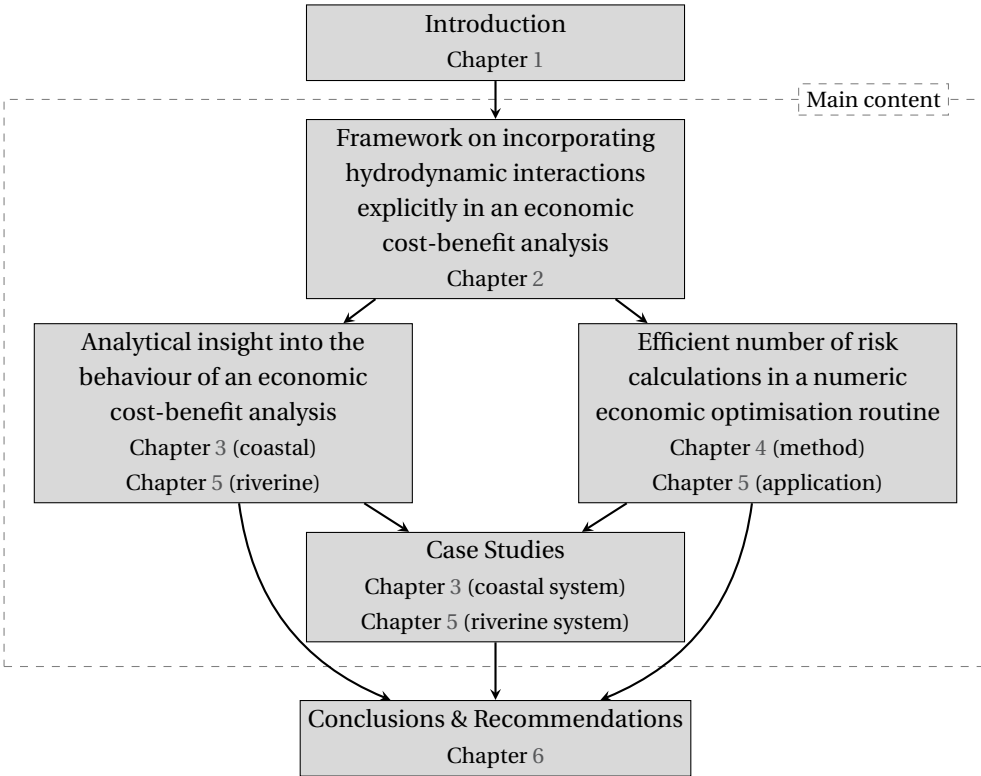 Introduction
Chapter 1
Main content
Framework on incorporating
hydrodynamic interactions
explicitly in an economic
cost-benefit analysis
Chapter 2
Analytical insight into the
behaviour of an economic
cost-benefit analysis
Chapter 3 (coastal)
Chapter 5 (riverine)
Efficient number of risk
calculations in a numeric
economic optimisation routine
Chapter 4 (method)
Chapter 5 (application)
Case Studies
Chapter 3 (coastal system)
Chapter 5 (riverine system)
Conclusions & Recommendations
Chapter 6